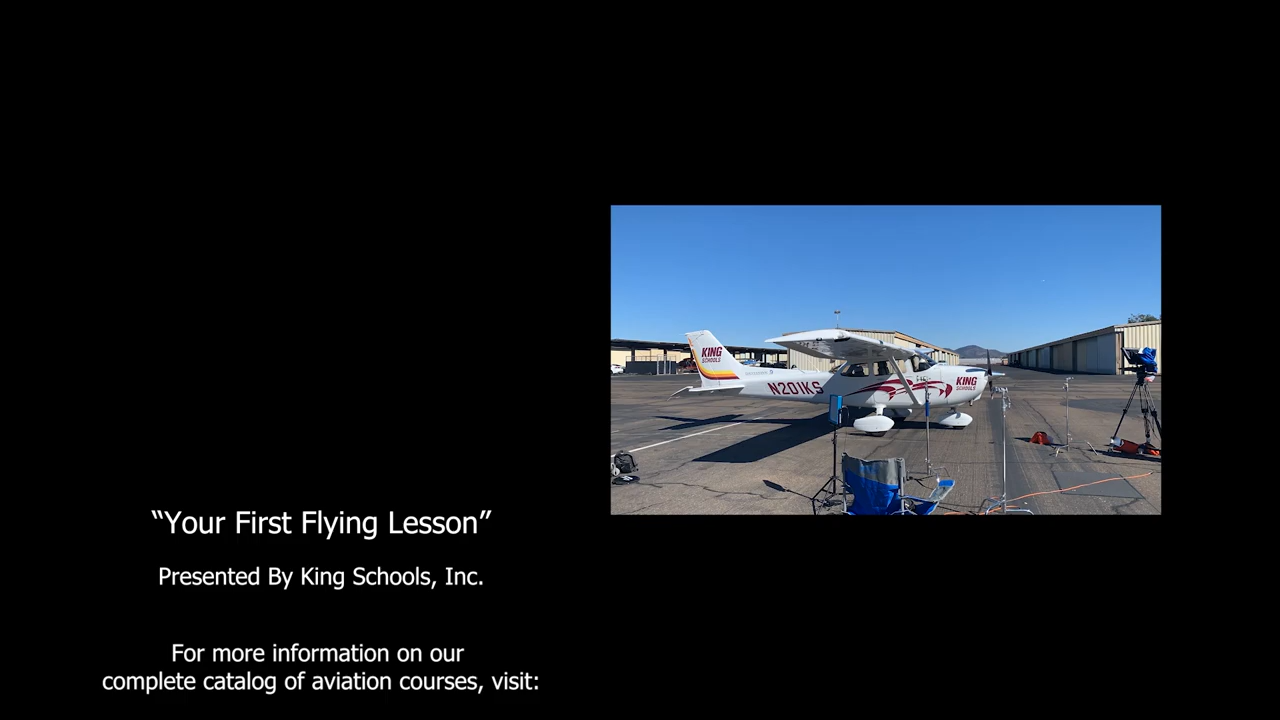 “Your First Flying Lesson”
Presented By King Schools, Inc.
For more information on our
complete catalog of aviation courses, visit:
KING
SCHOOLS
N201KS
KING
SCHOOLS